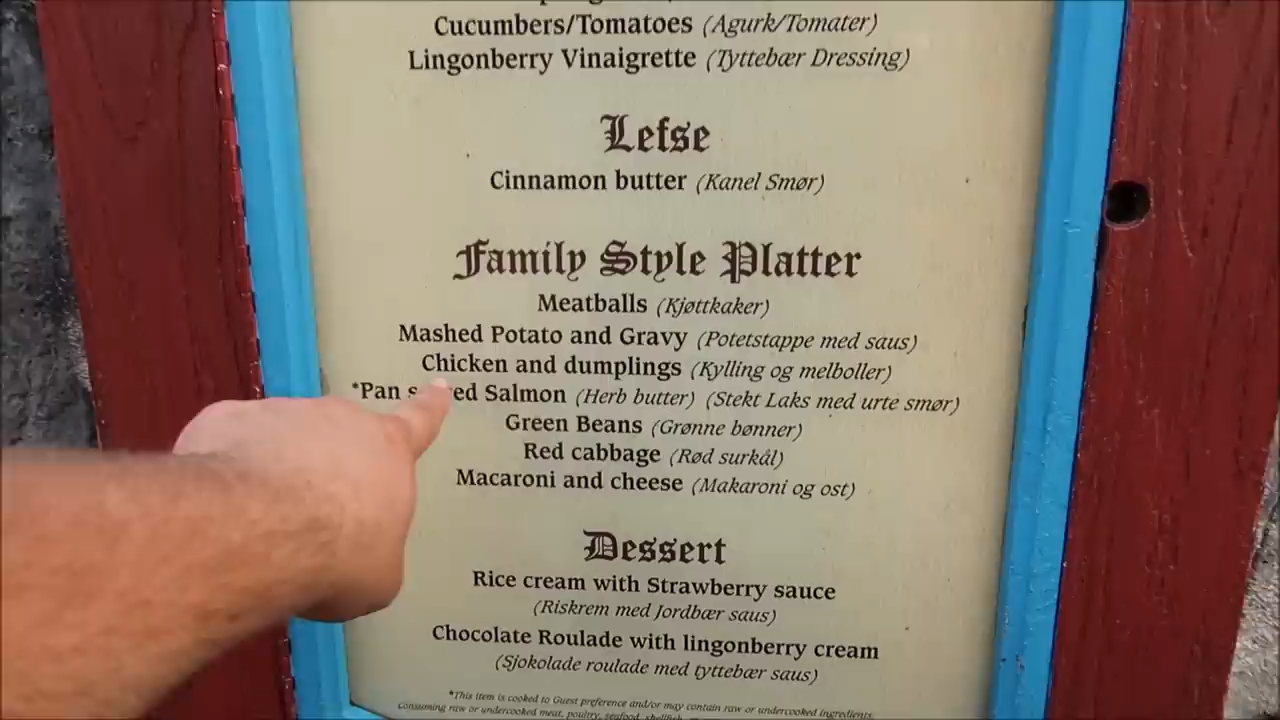 Cucumbers/Tomatoes (Agurk/Tomater)
Lingonberry Vinaigrette (Tyttebær Dressing)
Lefse
Cinnamon butter (Kanel Smør)
Family Style Platter
Meatballs (Kjøttkaker)
Mashed Potato and Gravy (Potetstappe med saus)
Chicken and dumplings (Kylling og melboller)
*Pan Salmon (Herb butter) (Stekt Laks med urte smør)
Green Beans (Grønne bønner)
Red cabbage (Rød surkål)
Macaroni and cheese (Makaroni og ost)
Dessert
Rice cream with Strawberry sauce
(Riskrem med Jordbær saus)
Chocolate Roulade with lingonberry cream
(Sjokolade roulade med tyttebær saus)
*This item is cooked to Guest preference and/or may contain raw or undercooked ingredients.
Consuming raw or undercooked meat, poultry, seafood,